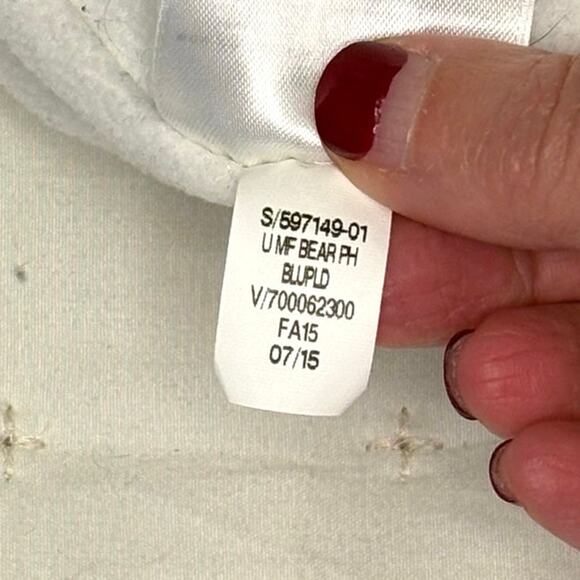 S/597149-01
U MF BEAR PH
BLUPLD
V/700062300
FA15
07/15